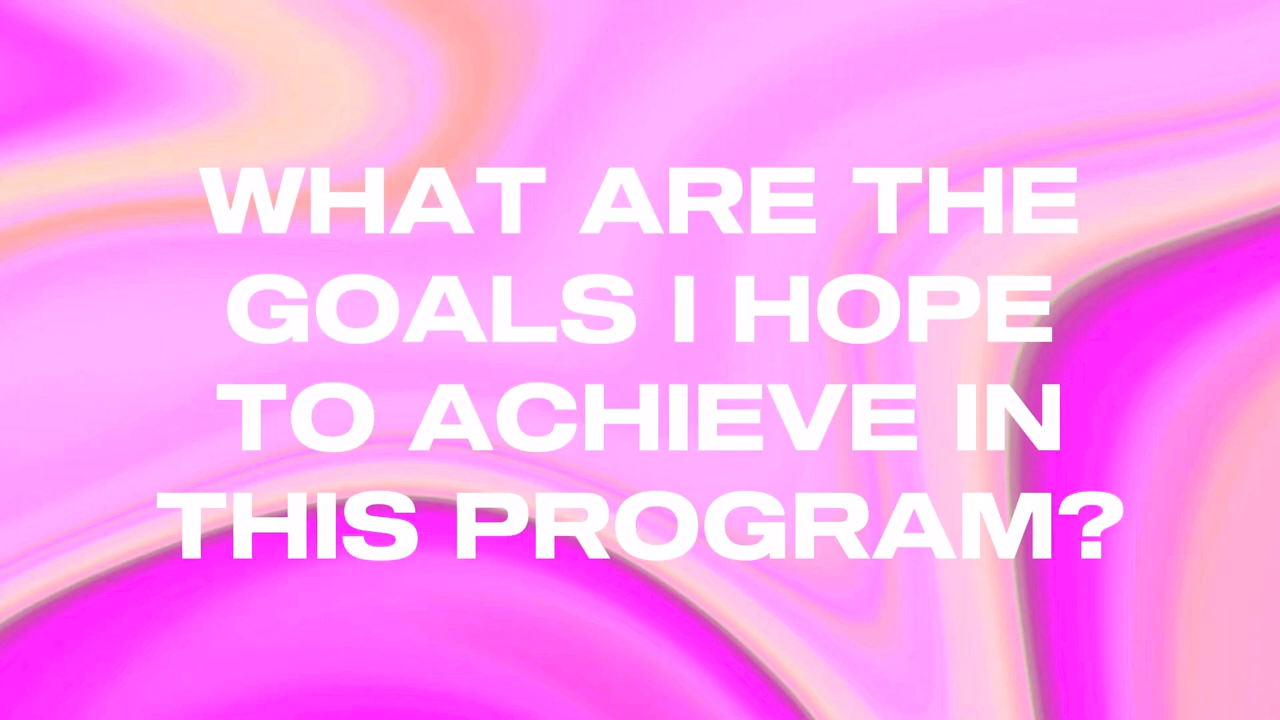 WHAT ARE THE
GOALS I HOPE
TO ACHIEVE IN
THIS PROGRAM?